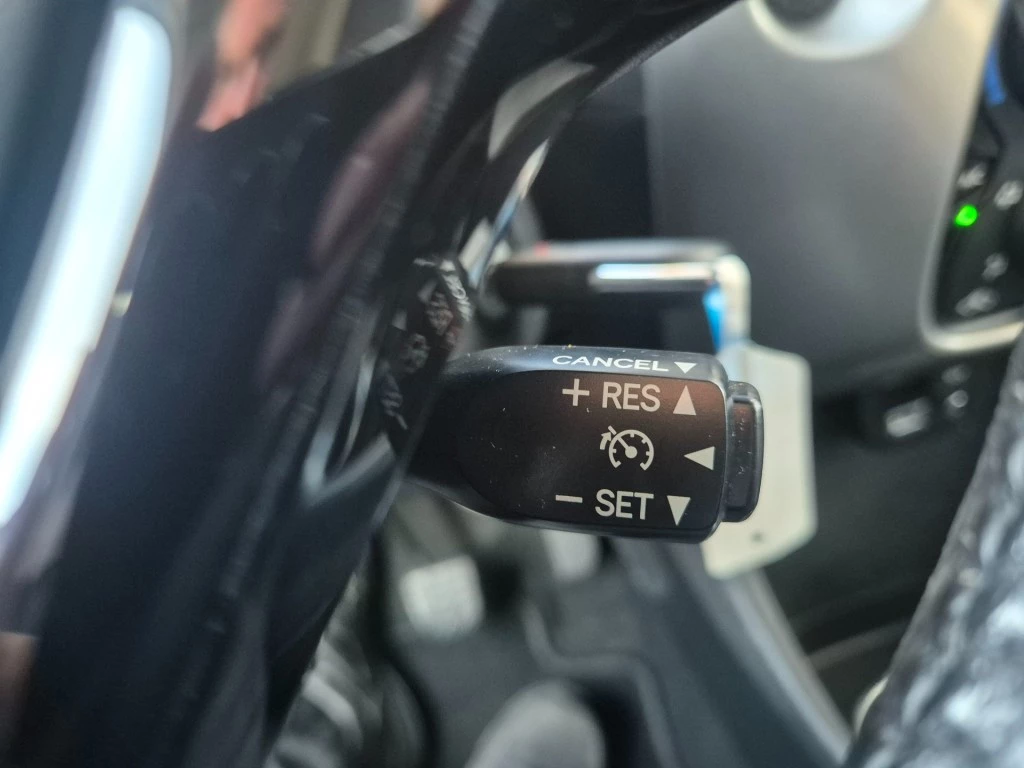 CANCEL ▼
+ RES ▲
◀
− SET ▼